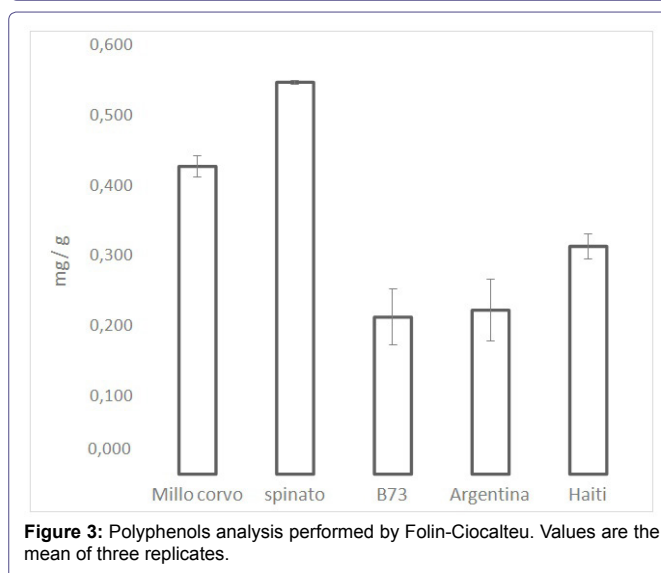 0,600
0,500
0,400
0,300
0,200
0,100
0,000
mg/ g
Millo corvo spinato B73 Argentina Haiti
Figure 3: Polyphenols analysis performed by Folin-Ciocalteu. Values are the
mean of three replicates.